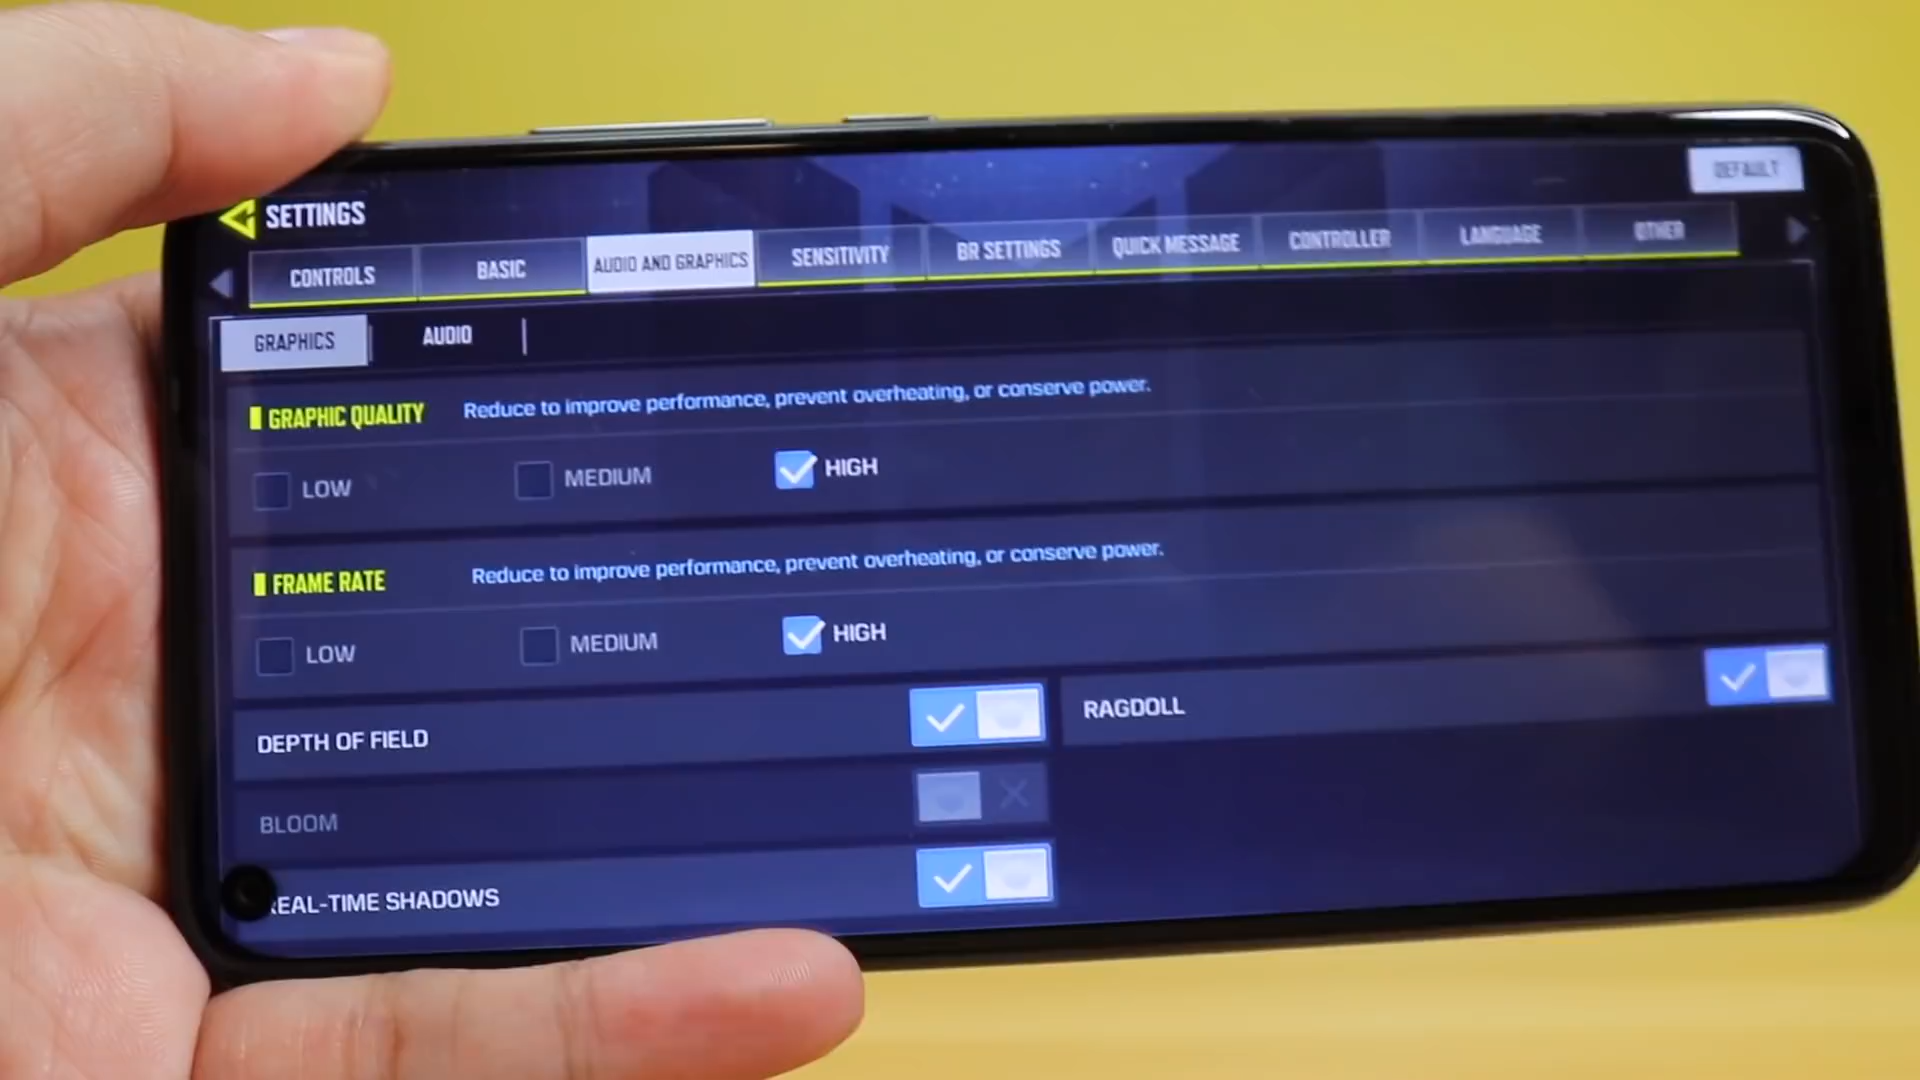 DEFAULT
SETTINGS
CONTROLS BASIC AUDIO AND GRAPHICS SENSITIVITY BR SETTINGS QUICK MESSAGE CONTROLLER LANGUAGE OTHER
GRAPHICS AUDIO
GRAPHIC QUALITY Reduce to improve performance, prevent overheating, or conserve power.
LOW MEDIUM HIGH
FRAME RATE Reduce to improve performance, prevent overheating, or conserve power.
LOW MEDIUM HIGH
DEPTH OF FIELD RAGDOLL
BLOOM
REAL-TIME SHADOWS